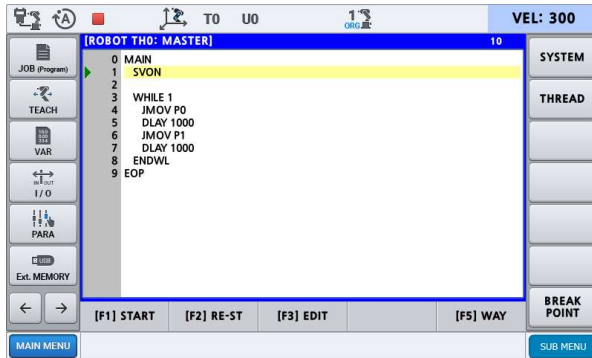 A
T0 U0
1
ORG
VEL: 300
[ROBOT TH0: MASTER] 10
0 MAIN
1 SVON
2
3 WHILE 1
4 JMOV P0
5 DLAY 1000
6 JMOV P1
7 DLAY 1000
8 ENDWL
9 EOP
JOB (Program)
TEACH
VAR
IN OUT
I / O
PARA
USB
Ext. MEMORY
SYSTEM
THREAD
BREAK
POINT
[F1] START [F2] RE-ST [F3] EDIT [F5] WAY
MAIN MENU
SUB MENU